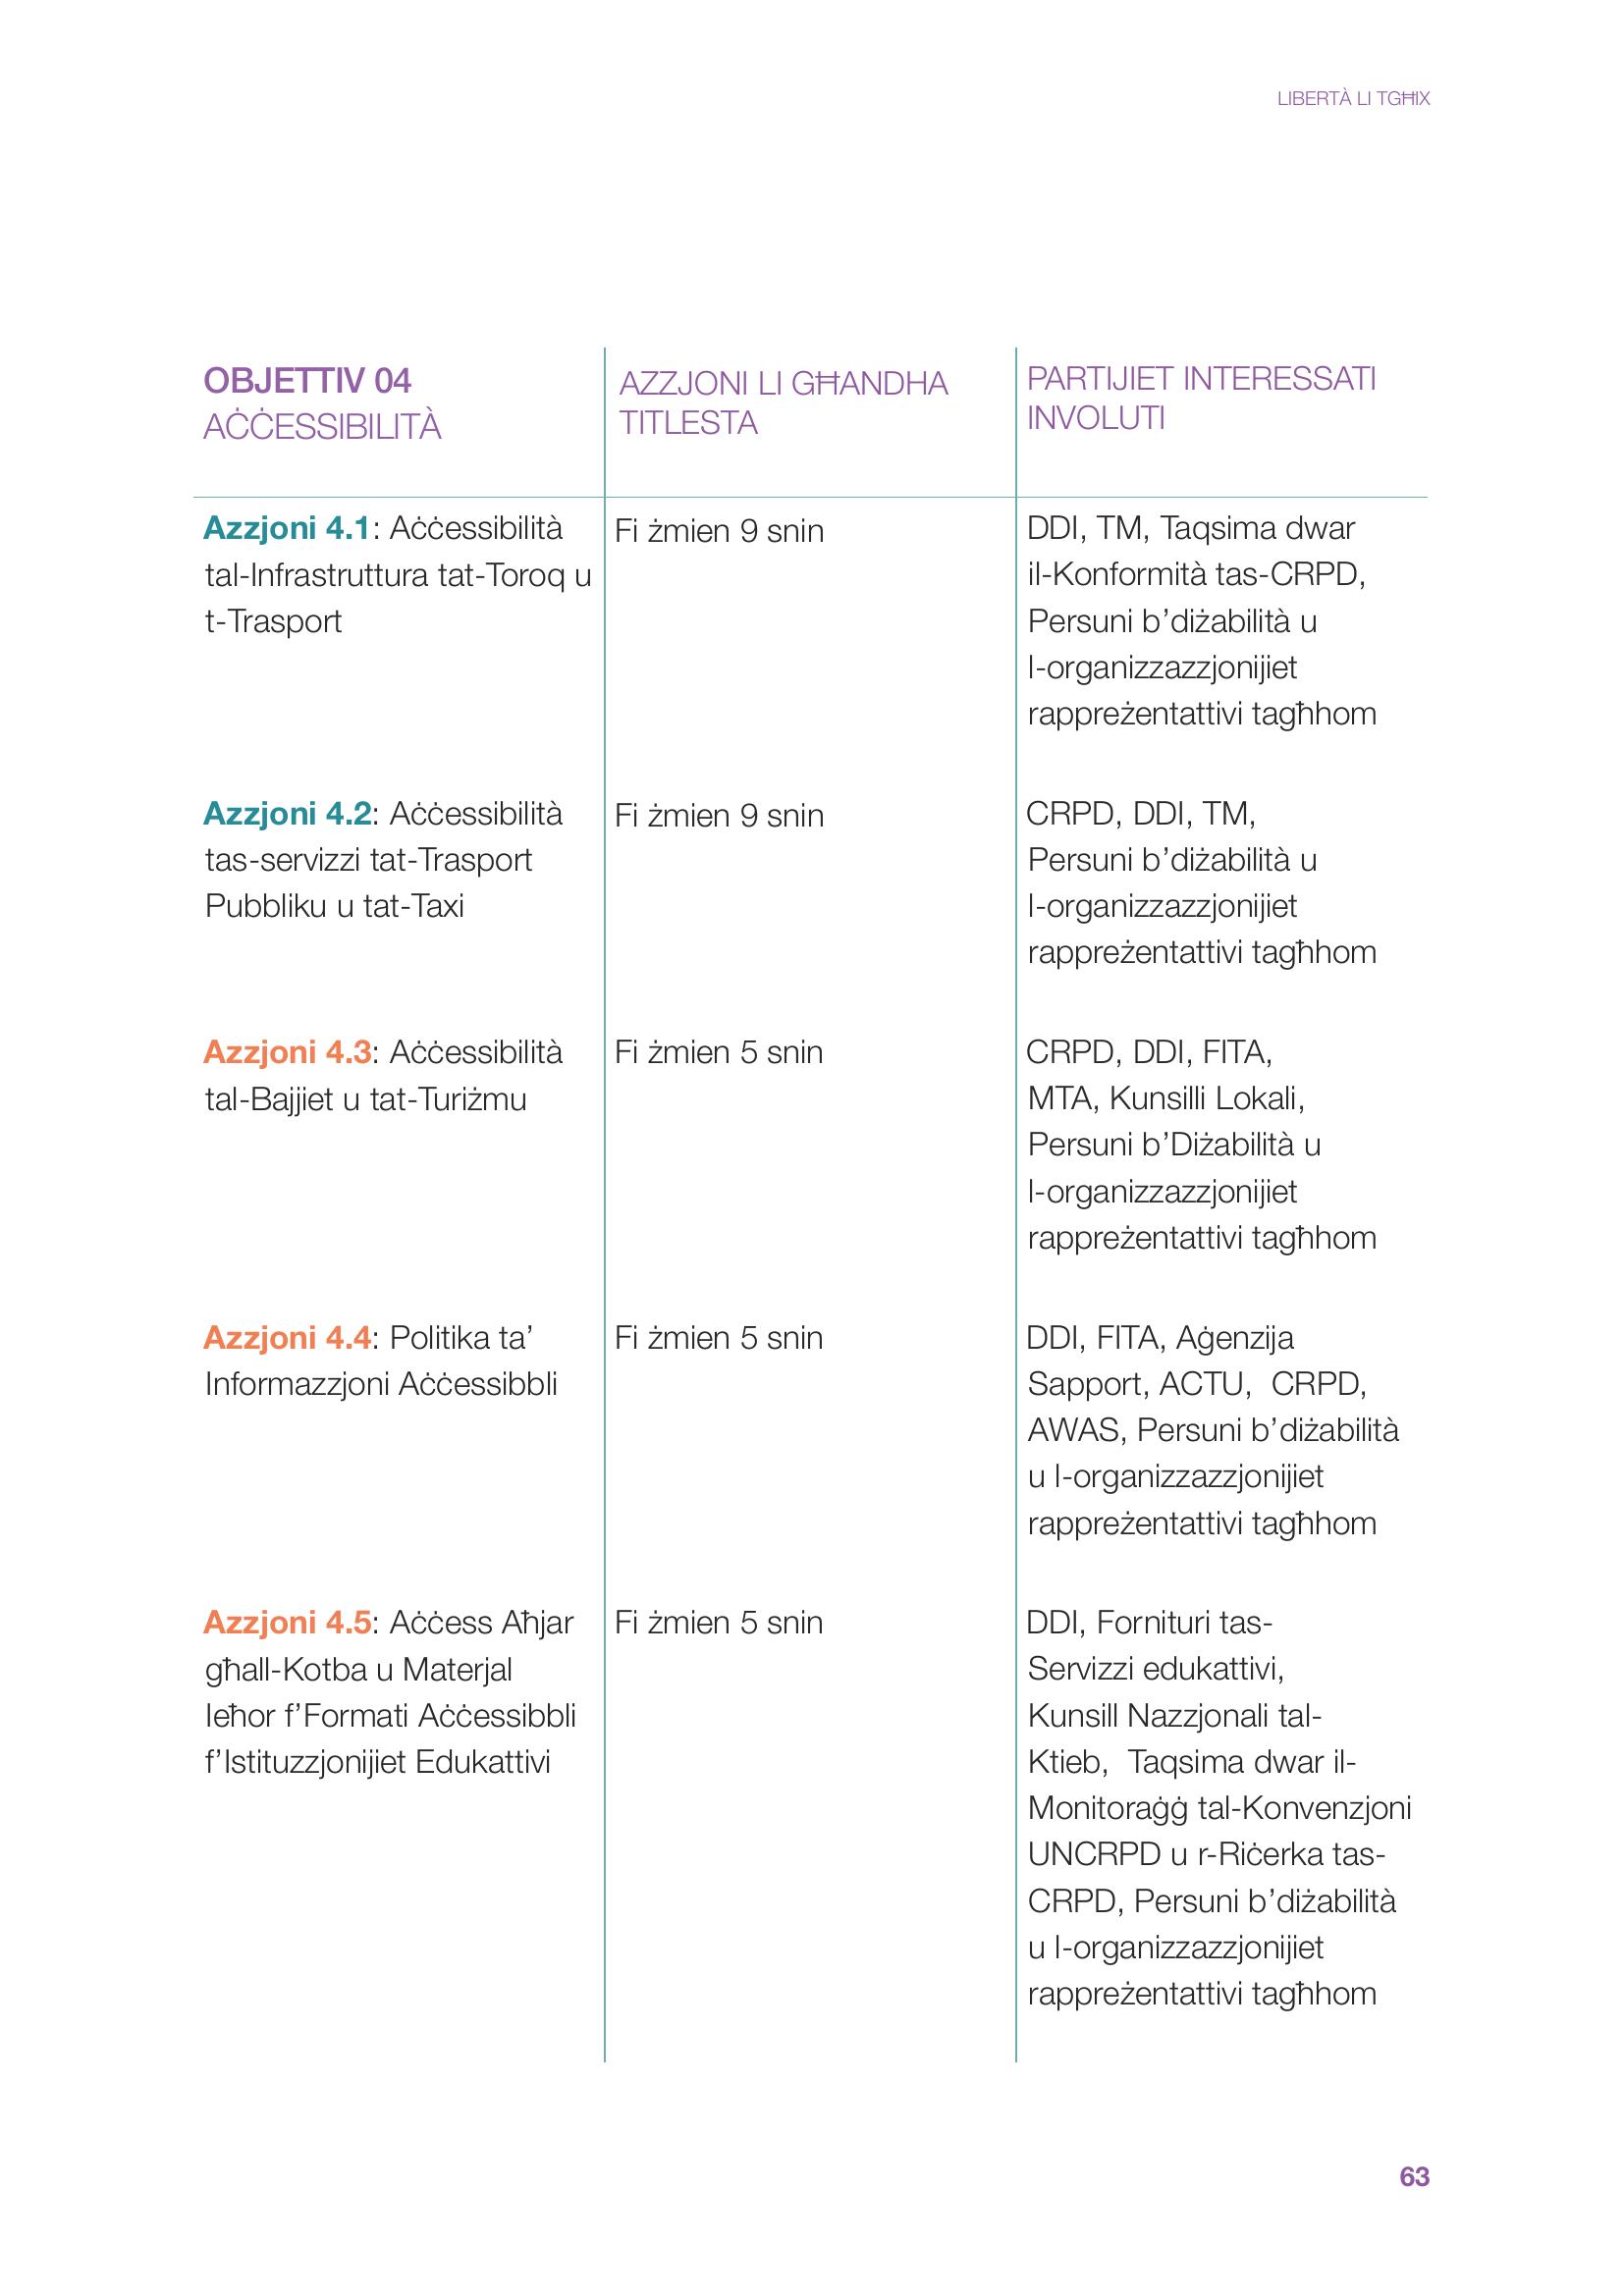 LIBERTÀ LI TGĦIX
OBJETTIV 04
AĊĊESSIBILITÀ
AZZJONI LI GĦANDHA
TITLESTA
PARTIJIET INTERESSATI
INVOLUTI
Azzjoni 4.1: Aċċessibilità
tal-Infrastruttura tat-Toroq u
t-Trasport
Fi żmien 9 snin
DDI, TM, Taqsima dwar
il-Konformità tas-CRPD,
Persuni b’diżabilità u
l-organizzazzjonijiet
rappreżentattivi tagħhom
Azzjoni 4.2: Aċċessibilità
tas-servizzi tat-Trasport
Pubbliku u tat-Taxi
Fi żmien 9 snin
CRPD, DDI, TM,
Persuni b’diżabilità u
l-organizzazzjonijiet
rappreżentattivi tagħhom
Azzjoni 4.3: Aċċessibilità
tal-Bajjiet u tat-Turiżmu
Fi żmien 5 snin
CRPD, DDI, FITA,
MTA, Kunsilli Lokali,
Persuni b’Diżabilità u
l-organizzazzjonijiet
rappreżentattivi tagħhom
Azzjoni 4.4: Politika ta’
Informazzjoni Aċċessibbli
Fi żmien 5 snin
DDI, FITA, Aġenzija
Sapport, ACTU,  CRPD,
AWAS, Persuni b’diżabilità
u l-organizzazzjonijiet
rappreżentattivi tagħhom
Azzjoni 4.5: Aċċess Aħjar
għall-Kotba u Materjal
Ieħor f’Formati Aċċessibbli
f’Istituzzjonijiet Edukattivi
Fi żmien 5 snin
DDI, Fornituri tas-
Servizzi edukattivi,
Kunsill Nazzjonali tal-
Ktieb,  Taqsima dwar il-
Monitoraġġ tal-Konvenzjoni
UNCRPD u r-Riċerka tas-
CRPD, Persuni b’diżabilità
u l-organizzazzjonijiet
rappreżentattivi tagħhom
63